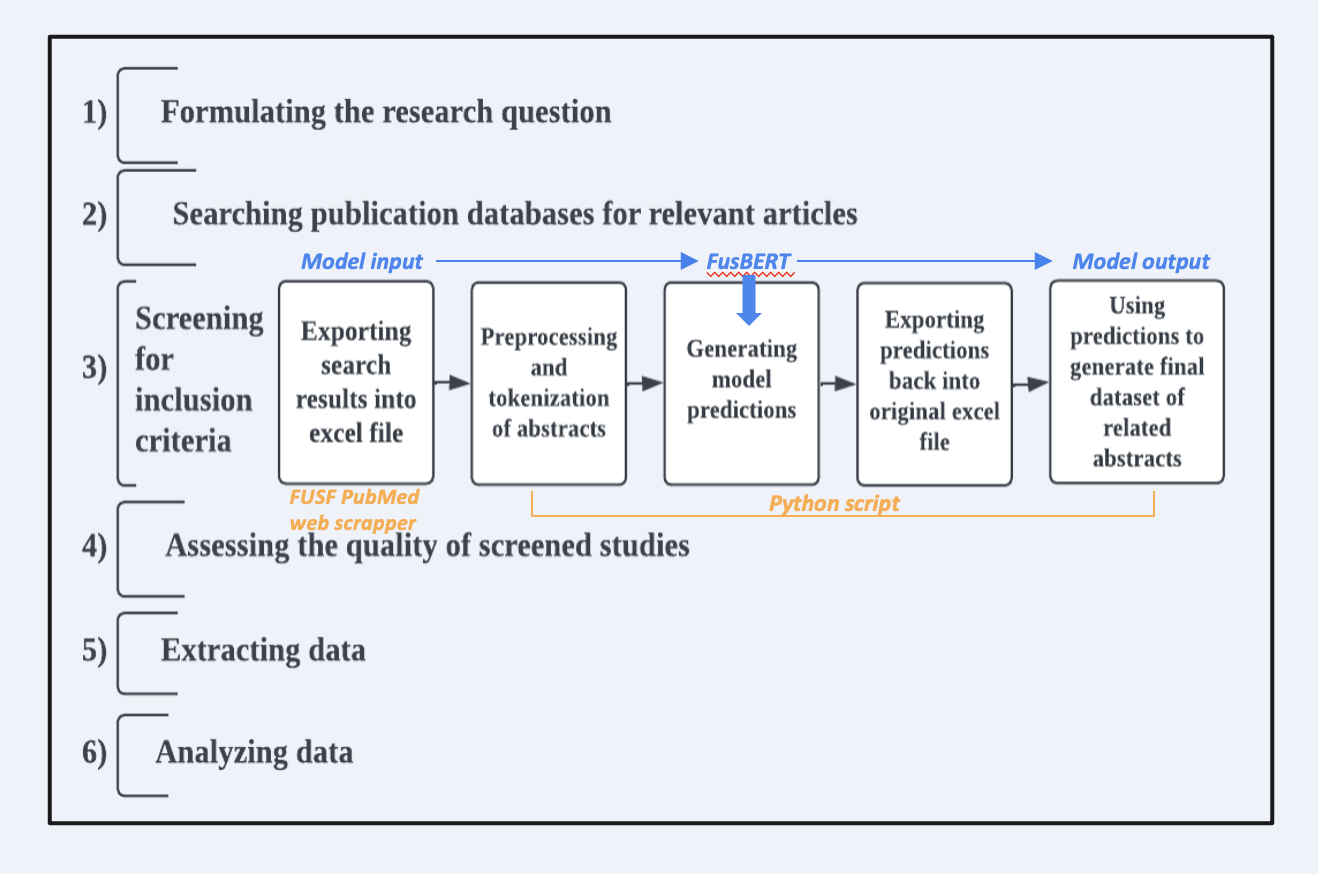 1) Formulating the research question
2) Searching publication databases for relevant articles
Model input
FusBERT
Model output
3)
Screening
for
inclusion
criteria
Exporting
search
results into
excel file
Preprocessing
and
tokenization
of abstracts
Generating
model
predictions
Exporting
predictions
back into
original excel
file
Using
predictions to
generate final
dataset of
related
abstracts
FUSF PubMed
web scrapper
Python script
4) Assessing the quality of screened studies
5) Extracting data
6) Analyzing data